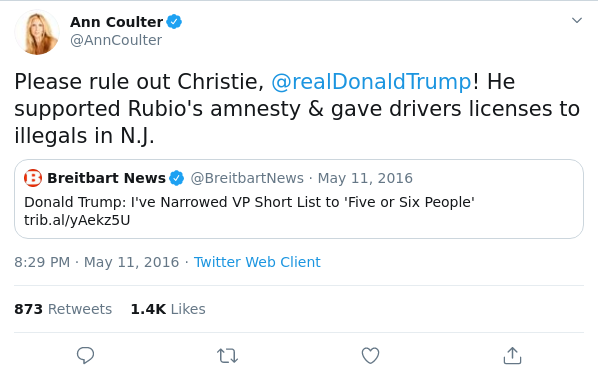 Ann Coulter
@AnnCoulter
Please rule out Christie, @realDonaldTrump! He
supported Rubio's amnesty & gave drivers licenses to
illegals in N.J.
Breitbart News @BreitbartNews · May 11, 2016
Donald Trump: I've Narrowed VP Short List to 'Five or Six People'
trib.al/yAekz5U
8:29 PM · May 11, 2016 · Twitter Web Client
873 Retweets 1.4K Likes